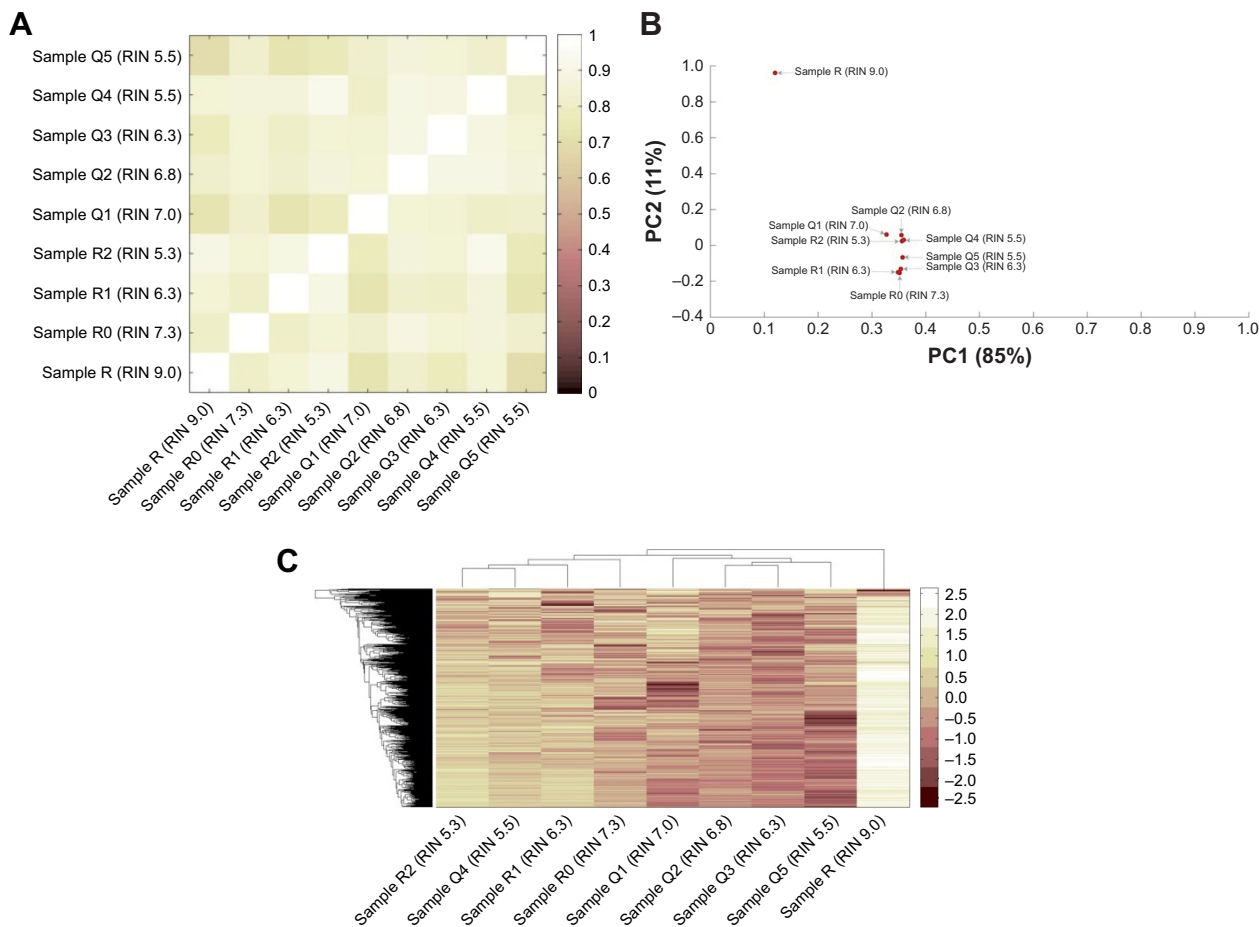 A
Sample Q5 (RIN 5.5)
Sample Q4 (RIN 5.5)
Sample Q3 (RIN 6.3)
Sample Q2 (RIN 6.8)
Sample Q1 (RIN 7.0)
Sample R2 (RIN 5.3)
Sample R1 (RIN 6.3)
Sample R0 (RIN 7.3)
Sample R (RIN 9.0)
Sample R (RIN 9.0)
Sample R0 (RIN 7.3)
Sample R1 (RIN 6.3)
Sample R2 (RIN 5.3)
Sample Q1 (RIN 7.0)
Sample Q2 (RIN 6.8)
Sample Q3 (RIN 6.3)
Sample Q4 (RIN 5.5)
Sample Q5 (RIN 5.5)
1
0.9
0.8
0.7
0.6
0.5
0.4
0.3
0.2
0.1
0
B
PC2 (11%)
1.0
0.8
0.6
0.4
0.2
0
–0.2
–0.4
Sample R (RIN 9.0)
Sample Q2 (RIN 6.8)
Sample Q1 (RIN 7.0)
Sample R2 (RIN 5.3)
Sample Q4 (RIN 5.5)
Sample Q5 (RIN 5.5)
Sample Q3 (RIN 6.3)
Sample R1 (RIN 6.3)
Sample R0 (RIN 7.3)
0 0.1 0.2 0.3 0.4 0.5 0.6 0.7 0.8 0.9 1.0
PC1 (85%)
C
2.5
2.0
1.5
1.0
0.5
0.0
–0.5
–1.0
–1.5
–2.0
–2.5
Sample R2 (RIN 5.3)
Sample Q4 (RIN 5.5)
Sample R1 (RIN 6.3)
Sample R0 (RIN 7.3)
Sample Q1 (RIN 7.0)
Sample Q2 (RIN 6.8)
Sample Q3 (RIN 6.3)
Sample Q5 (RIN 5.5)
Sample R (RIN 9.0)